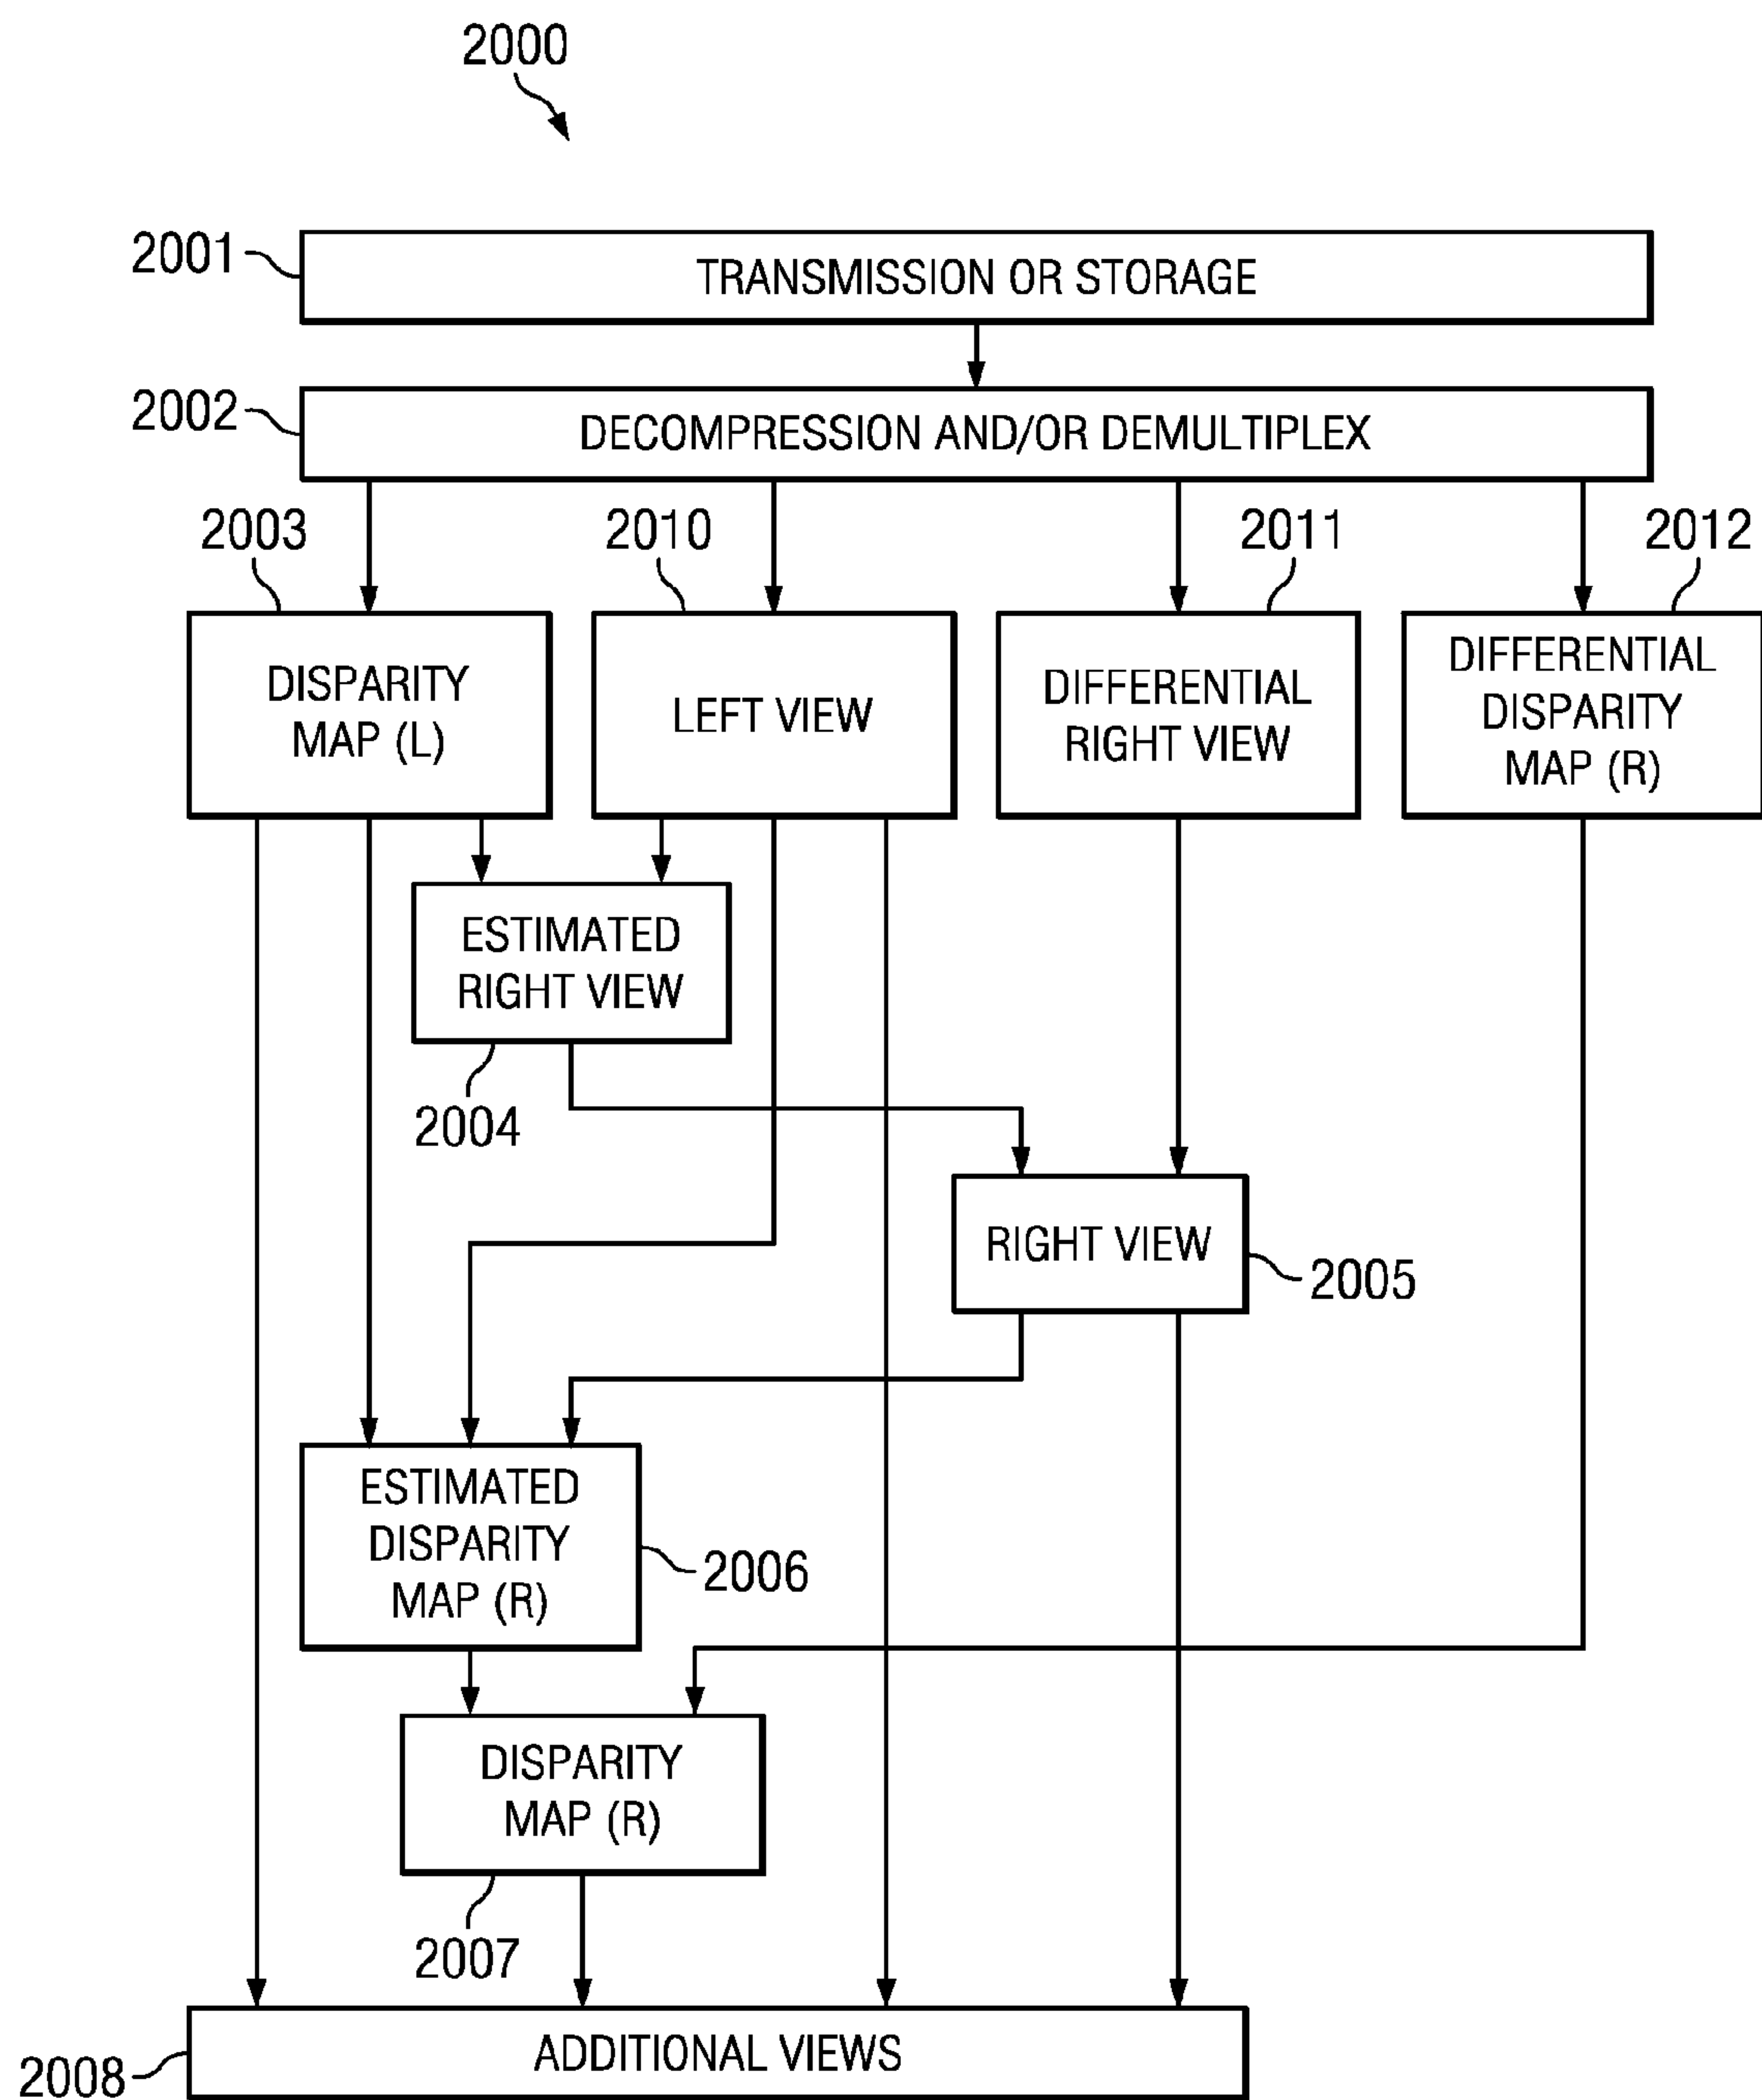 2000
2001
TRANSMISSION OR STORAGE
2002
DECOMPRESSION AND/OR DEMULTIPLEX
2003
2010
2011
2012
DISPARITY
MAP (L)
LEFT VIEW
DIFFERENTIAL
RIGHT VIEW
DIFFERENTIAL
DISPARITY
MAP (R)
ESTIMATED
RIGHT VIEW
2004
RIGHT VIEW
2005
ESTIMATED
DISPARITY
MAP (R)
2006
DISPARITY
MAP (R)
2007
ADDITIONAL VIEWS
2008